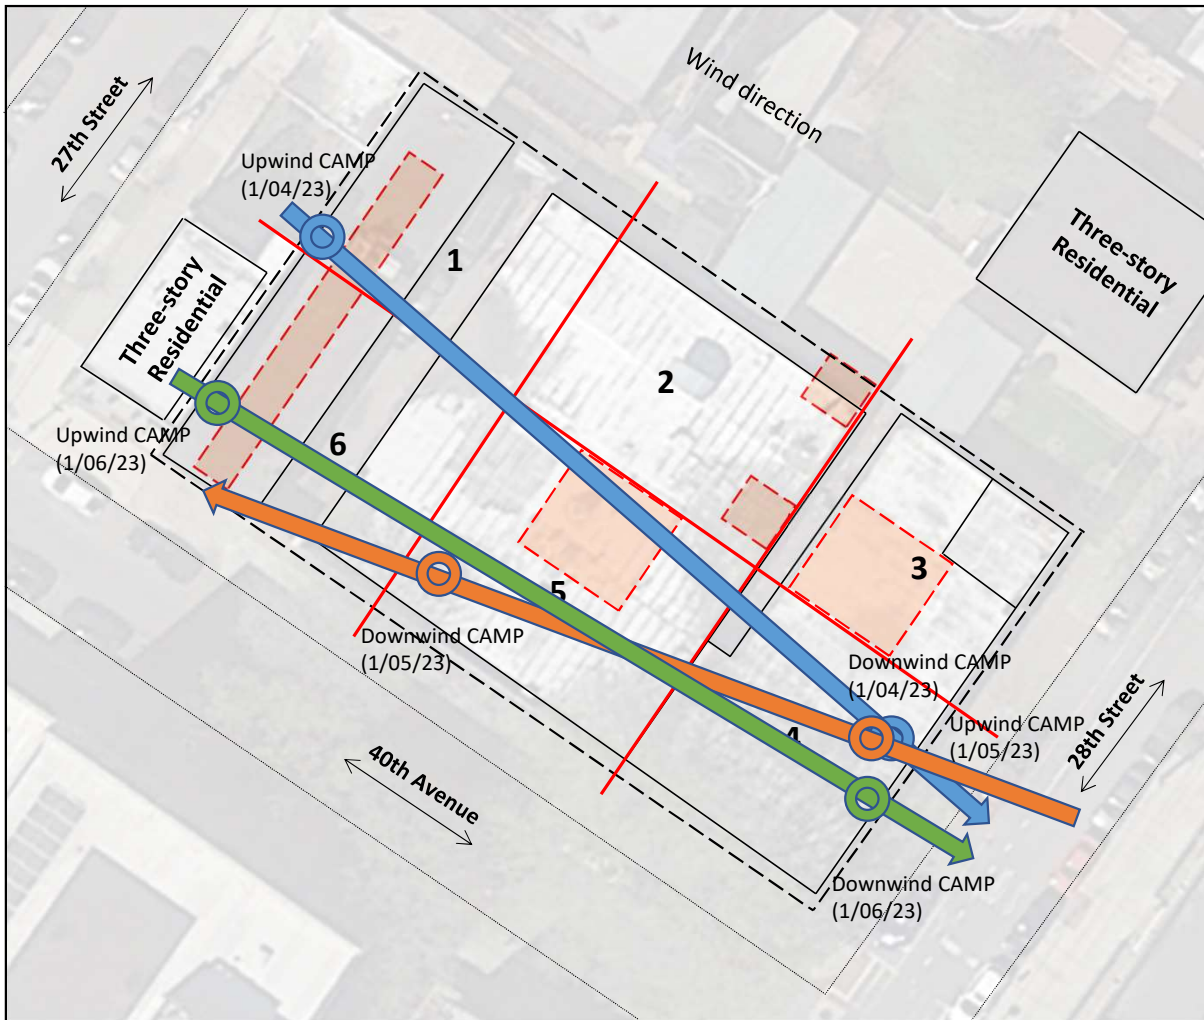 Wind direction
27th Street
Upwind CAMP
(1/04/23)
1
Three-story
Residential
Three-story
Residential
2
Upwind CAMP
(1/06/23)
6
3
5
Downwind CAMP
(1/05/23)
Downwind CAMP
(1/04/23)
Upwind CAMP
(1/05/23)
4
28th Street
40th Avenue
Downwind CAMP
(1/06/23)